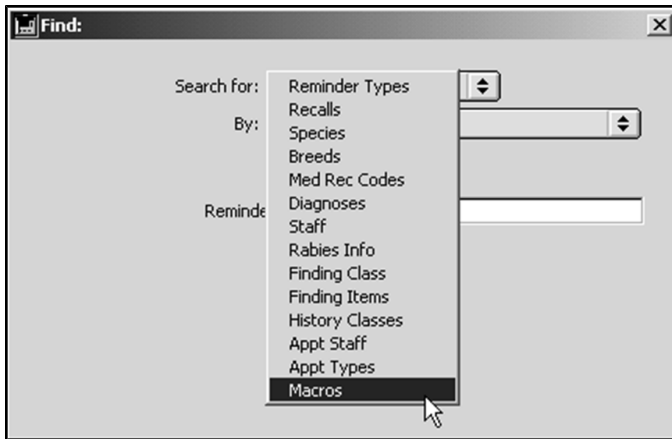 Find:
Search for:
Reminder Types
Recalls
By:
Species
Breeds
Med Rec Codes
Diagnoses
Reminde
Staff
Rabies Info
Finding Class
Finding Items
History Classes
Appt Staff
Appt Types
Macros